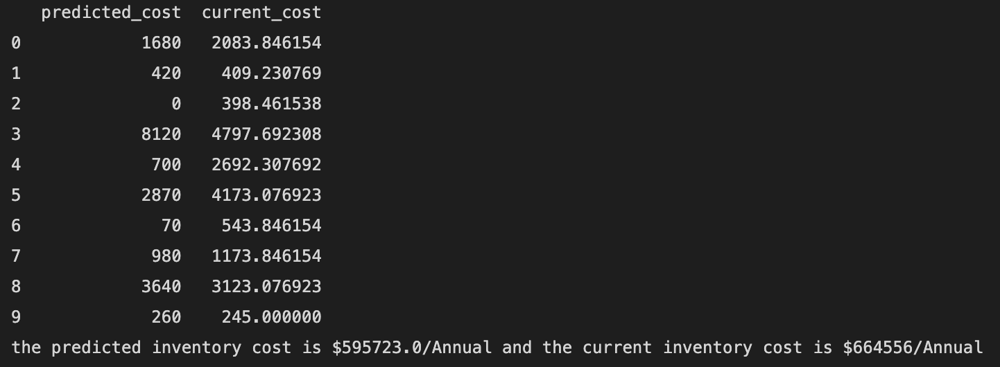 predicted_cost current_cost
0 1680 2083.846154
1 420 409.230769
2 0 398.461538
3 8120 4797.692308
4 700 2692.307692
5 2870 4173.076923
6 70 543.846154
7 980 1173.846154
8 3640 3123.076923
9 260 245.000000
the predicted inventory cost is $595723.0/Annual and the current inventory cost is $664556/Annual